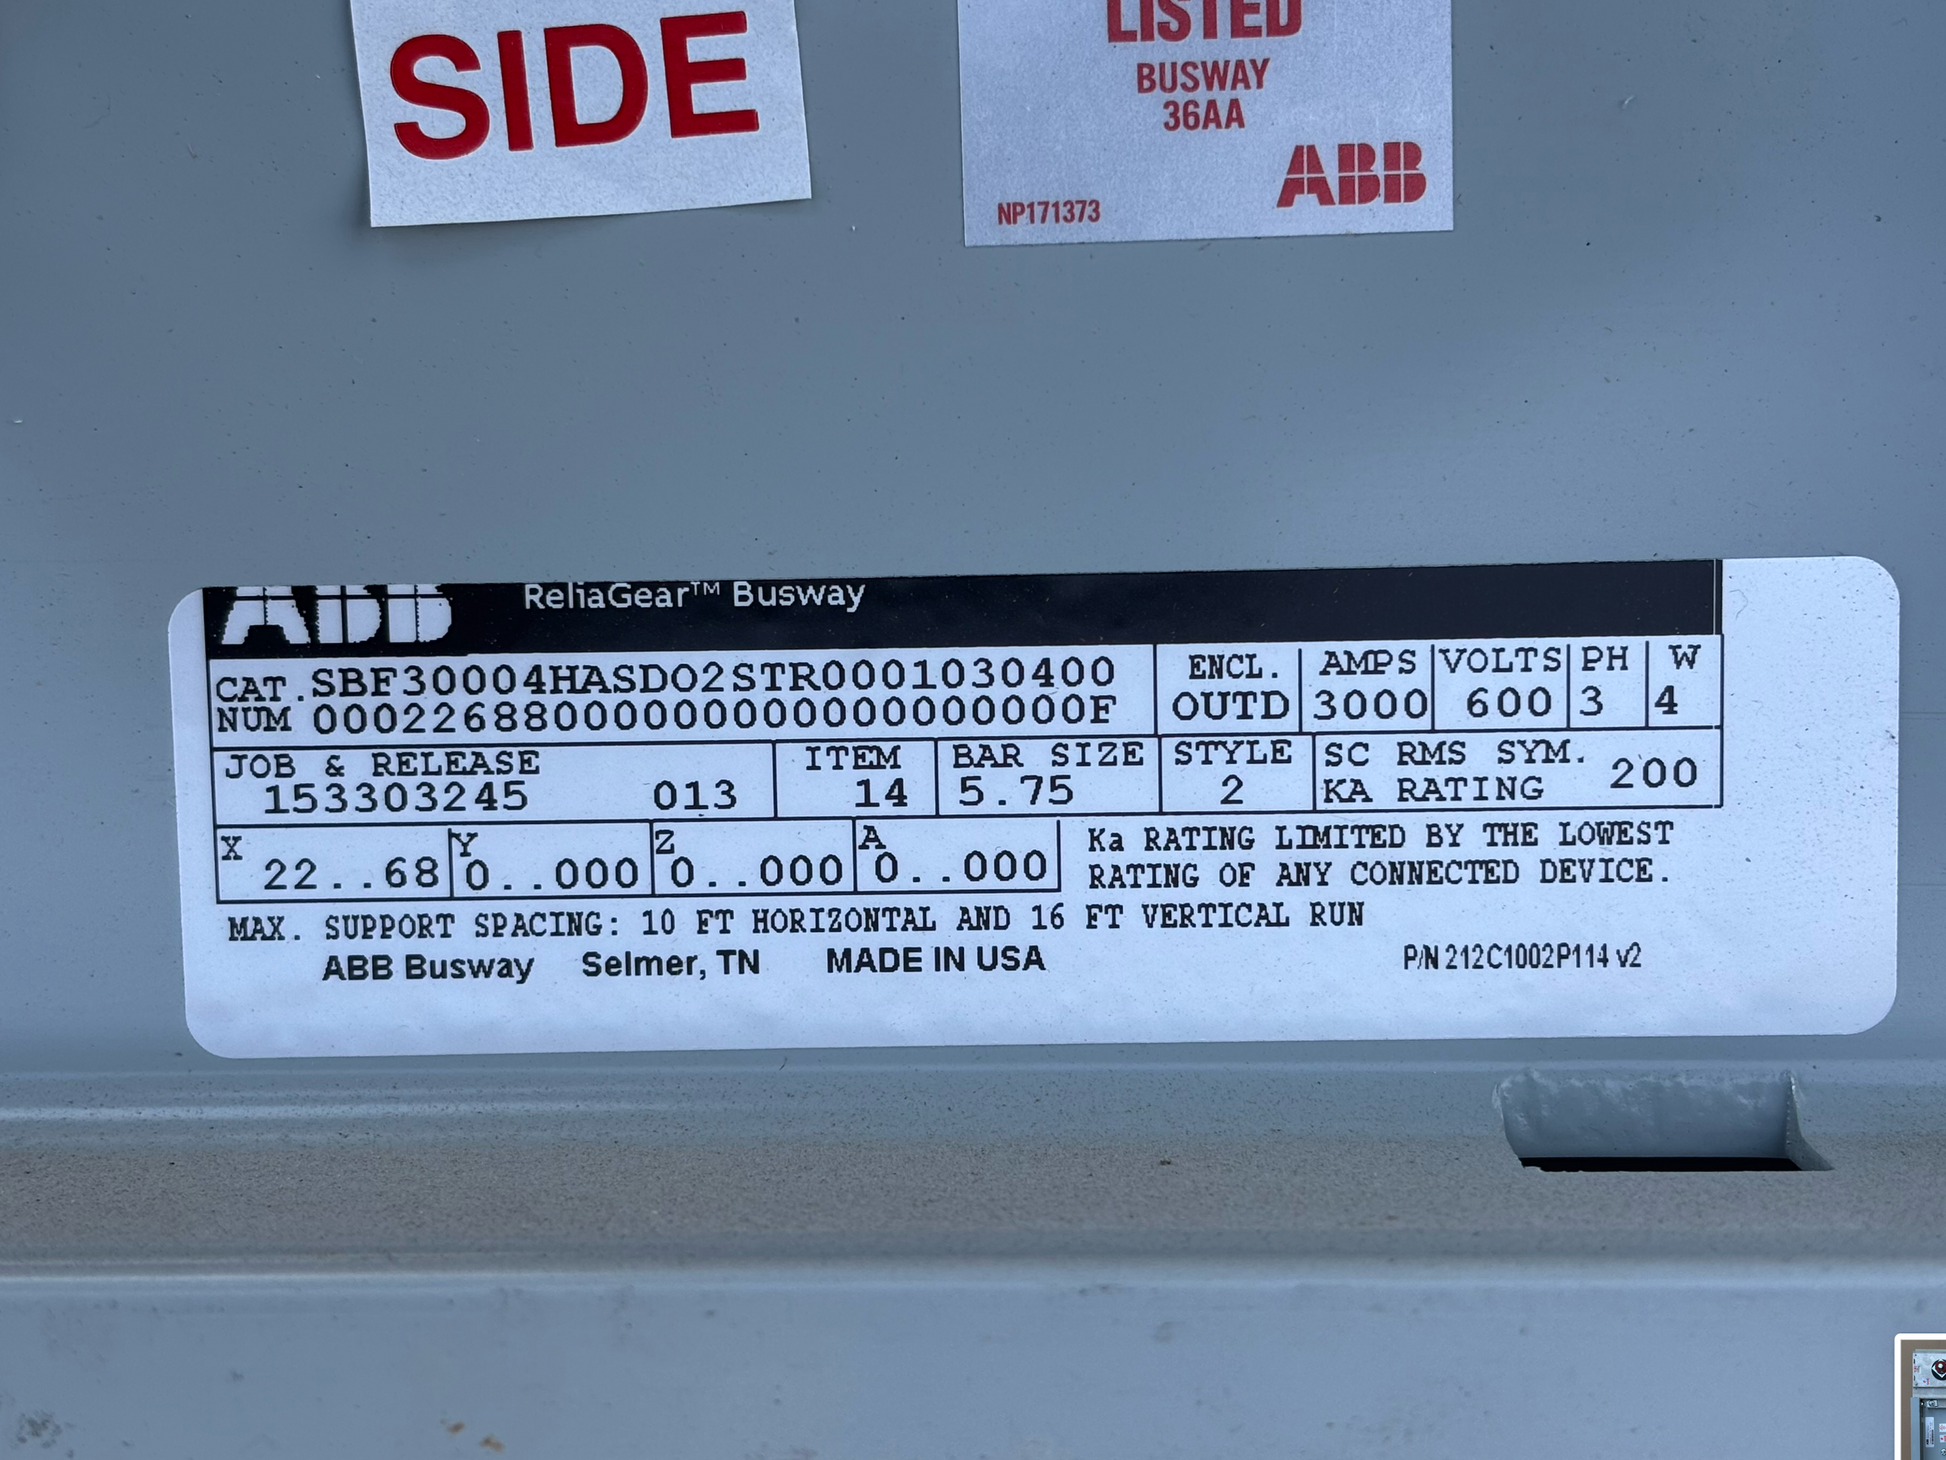 SIDE
LISTED
BUSWAY
36AA
ABB
NP171373
ABB ReliaGear™ Busway
CAT. SBF30004HASDO2STR0001030400
NUM 00022688000000000000000000F
ENCL. AMPS VOLTS PH W
OUTD 3000 600 3 4
JOB & RELEASE ITEM BAR SIZE STYLE SC RMS SYM.
153303245 013 14 5.75 2 KA RATING 200
X 22..68 Y 0..000 Z 0..000 A 0..000
Ka RATING LIMITED BY THE LOWEST
RATING OF ANY CONNECTED DEVICE.
MAX. SUPPORT SPACING: 10 FT HORIZONTAL AND 16 FT VERTICAL RUN
ABB Busway Selmer, TN MADE IN USA P/N 212C1002P114 v2